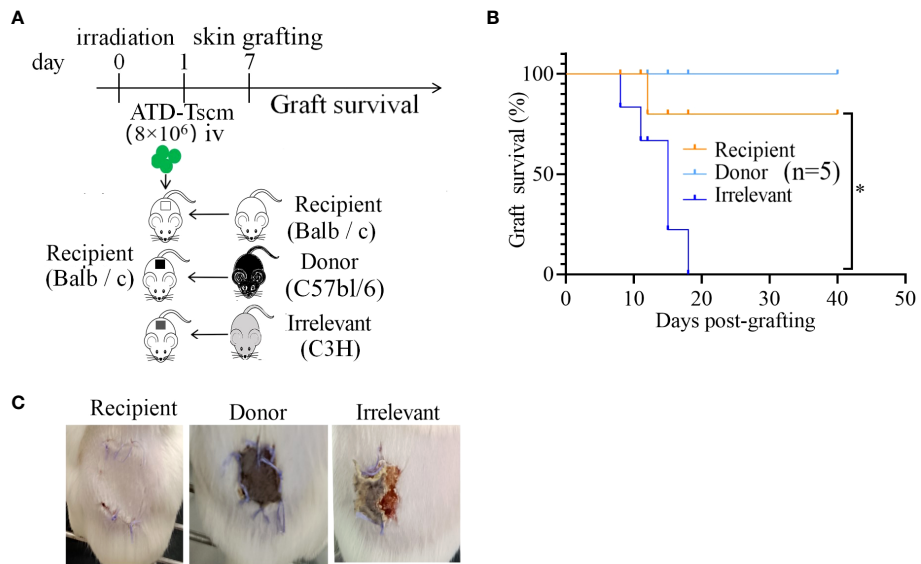 A
irradiation skin grafting
day 0 1 7
Graft survival
ATD-Tscm
(8×10⁶) iv
Recipient
(Balb / c)
Recipient
(Balb / c)
Donor
(C57bl/6)
Irrelevant
(C3H)
B
Graft survival (%)
100
50
0
Recipient
Donor (n=5)
Irrelevant
*
0 10 20 30 40 50
Days post-grafting
C
Recipient Donor Irrelevant